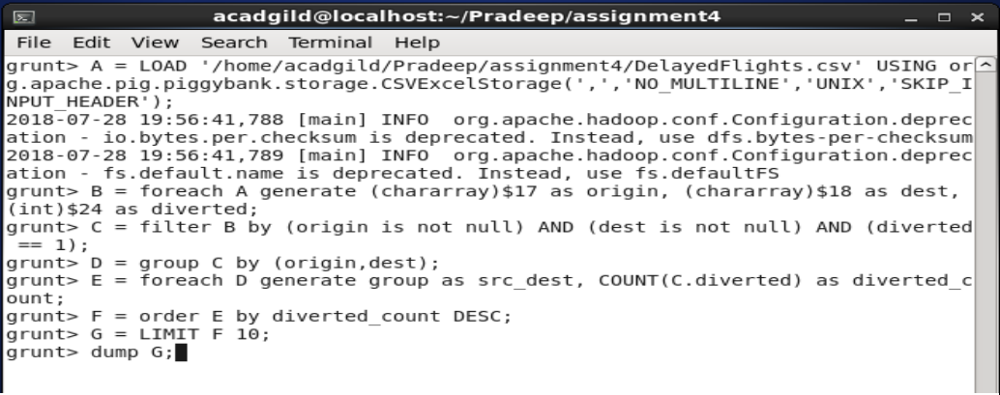 acadgild@localhost:~/Pradeep/assignment4
File Edit View Search Terminal Help
grunt> A = LOAD '/home/acadgild/Pradeep/assignment4/DelayedFlights.csv' USING or
g.apache.pig.piggybank.storage.CSVExcelStorage(',','NO_MULTILINE','UNIX','SKIP_I
NPUT_HEADER');
2018-07-28 19:56:41,788 [main] INFO  org.apache.hadoop.conf.Configuration.deprec
ation - io.bytes.per.checksum is deprecated. Instead, use dfs.bytes-per-checksum
2018-07-28 19:56:41,789 [main] INFO  org.apache.hadoop.conf.Configuration.deprec
ation - fs.default.name is deprecated. Instead, use fs.defaultFS
grunt> B = foreach A generate (chararray)$17 as origin, (chararray)$18 as dest,
(int)$24 as diverted;
grunt> C = filter B by (origin is not null) AND (dest is not null) AND (diverted
 == 1);
grunt> D = group C by (origin,dest);
grunt> E = foreach D generate group as src_dest, COUNT(C.diverted) as diverted_c
ount;
grunt> F = order E by diverted_count DESC;
grunt> G = LIMIT F 10;
grunt> dump G;